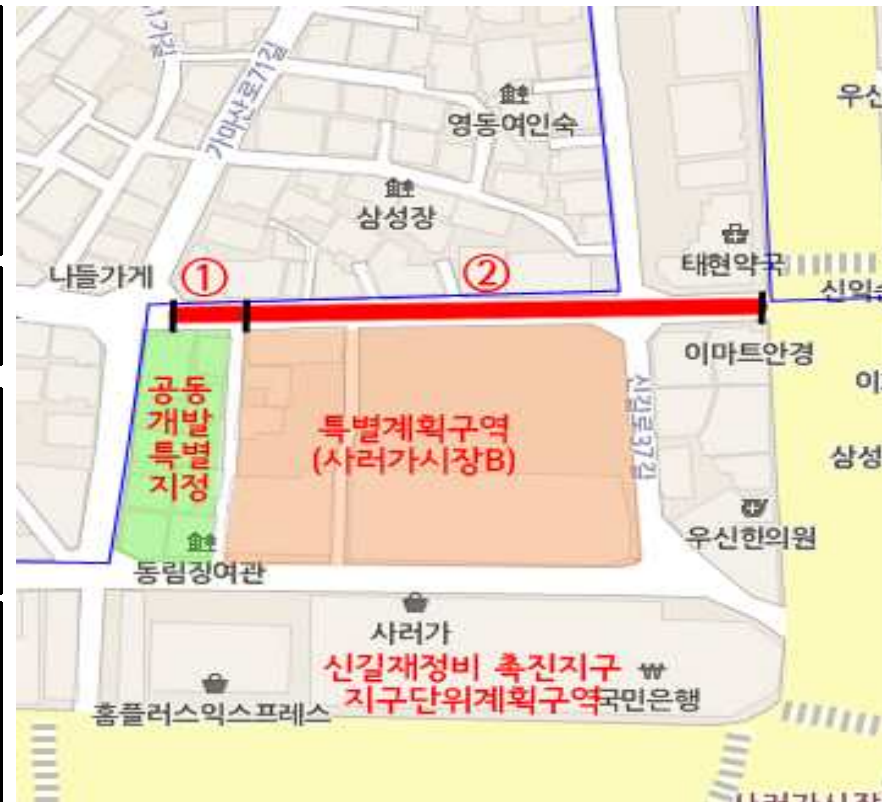 우신
영동여인숙
가마산로71길
삼성장
태현약국
나들가게
①
②
신익
이마트안경
공동
개발
특별
지정
특별계획구역
(사러가시장B)
신길로37길
삼성
우신한의원
동림장여관
사러가
신길재정비 촉진지구
지구단위계획구역
국민은행
홈플러스익스프레스
사러가시장